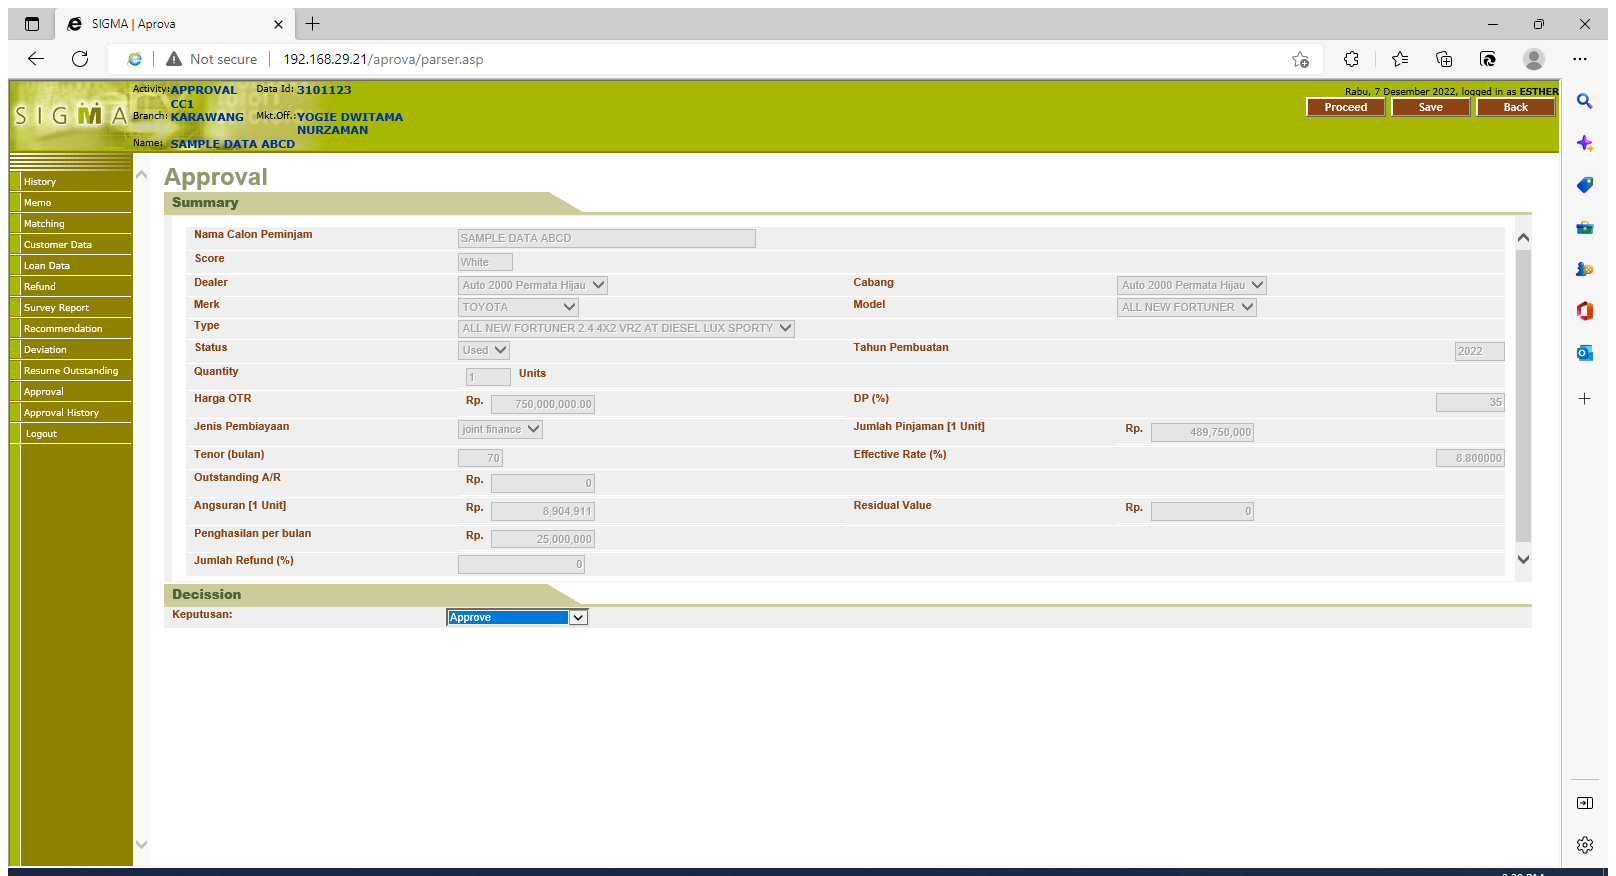 SIGMA | Aprova
Not secure 192.168.29.21/aprova/parser.asp
Activity: APPROVAL CC1 Data Id: 3101123
Rabu, 7 Desember 2022, logged in as ESTHER
SIGMA
Branch: KARAWANG Mkt.Off.: YOGIE DWITAMA NURZAMAN
Proceed Save Back
Name: SAMPLE DATA ABCD
History
Memo
Matching
Customer Data
Loan Data
Refund
Survey Report
Recommendation
Deviation
Resume Outstanding
Approval
Approval History
Logout
Approval
Summary
Nama Calon Peminjam SAMPLE DATA ABCD
Score White
Dealer Auto 2000 Permata Hijau Cabang Auto 2000 Permata Hijau
Merk TOYOTA Model ALL NEW FORTUNER
Type ALL NEW FORTUNER 2.4 4X2 VRZ AT DIESEL LUX SPORTY
Status Used Tahun Pembuatan 2022
Quantity 1 Units
Harga OTR Rp. 750,000,000.00 DP (%) 35
Jenis Pembiayaan joint finance Jumlah Pinjaman [1 Unit] Rp. 489,750,000
Tenor (bulan) 70 Effective Rate (%) 8.800000
Outstanding A/R Rp. 0
Angsuran [1 Unit] Rp. 8,904,911 Residual Value Rp. 0
Penghasilan per bulan Rp. 25,000,000
Jumlah Refund (%) 0
Decission
Keputusan: Approve